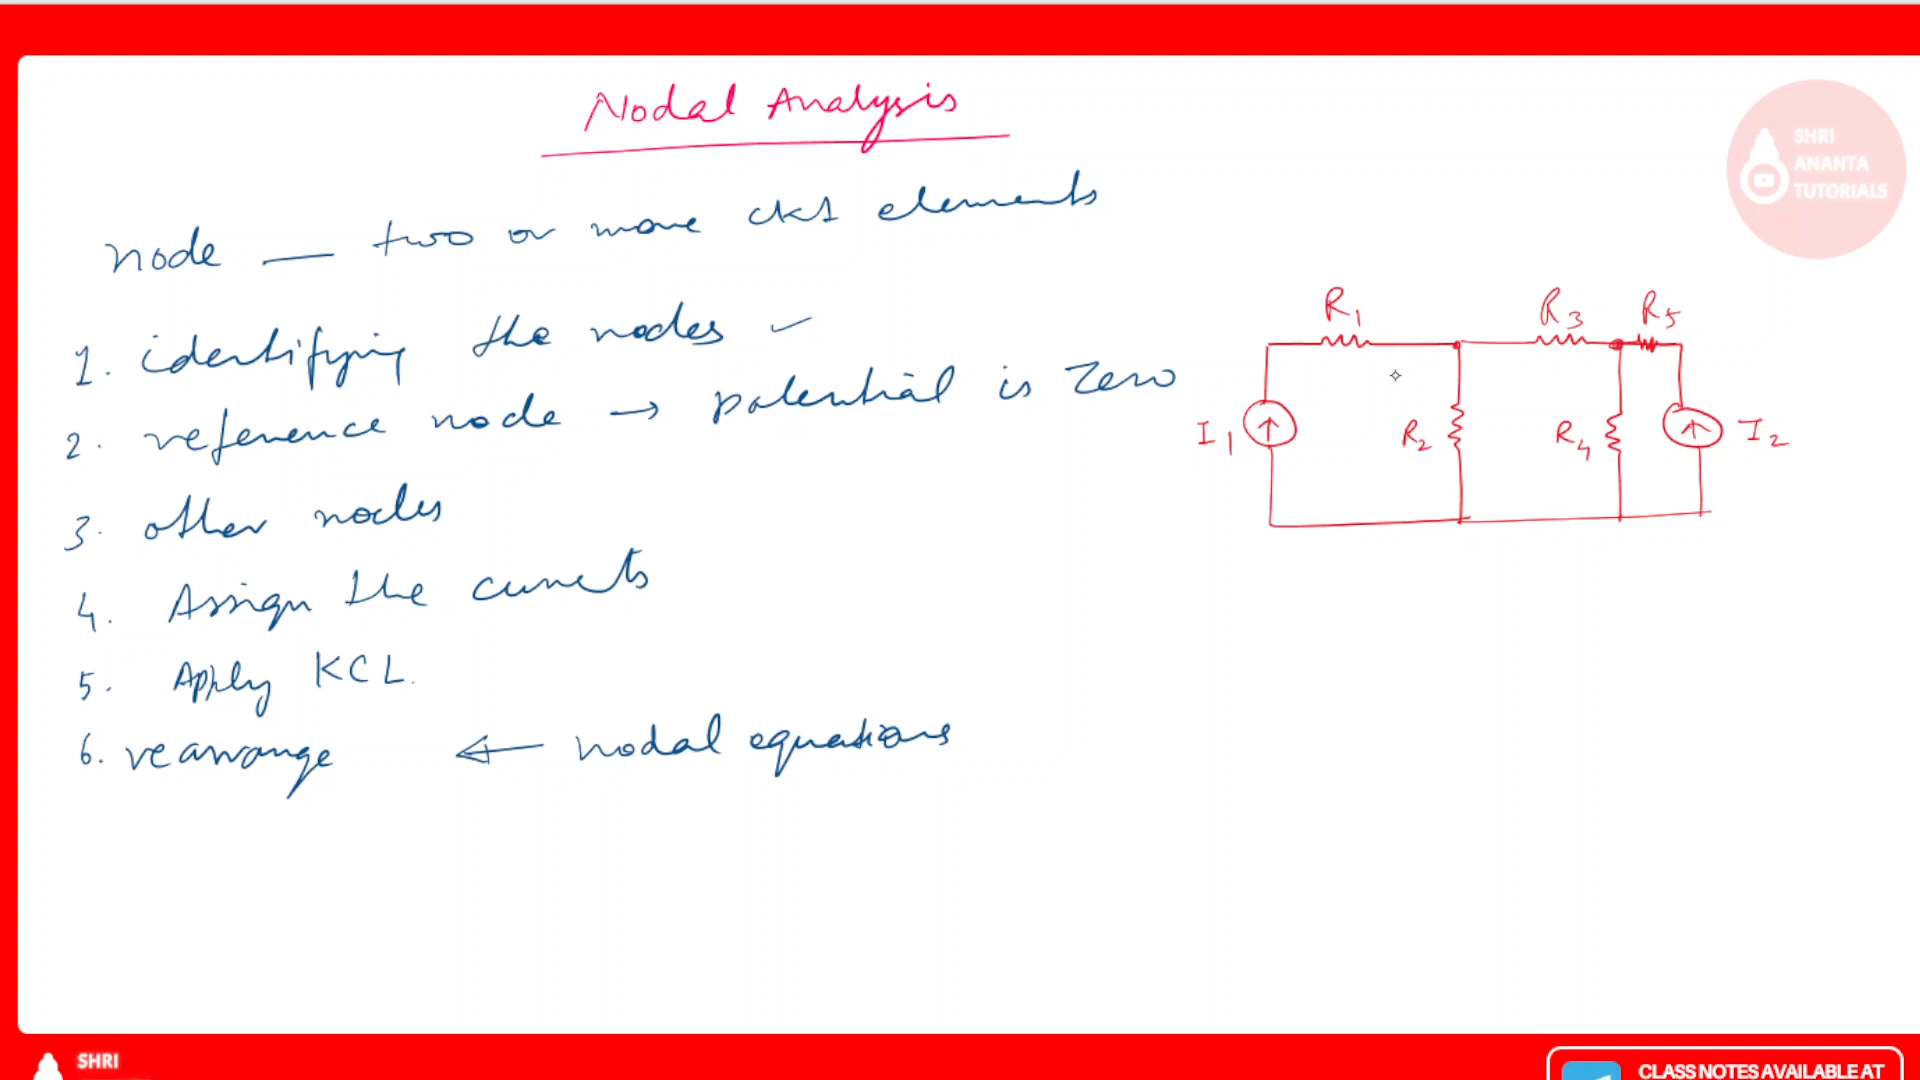 Nodal Analysis
SHRI
ANANTA
TUTORIALS
node — two or more ckt elements
1. identifying the nodes ✓
2. reference node → potential is zero
3. other nodes
4. Assign the currents
5. Apply KCL.
6. rearrange ← nodal equations
R1 R3 R5
I1 R2 R4 I2
SHRI
CLASS NOTES AVAILABLE AT